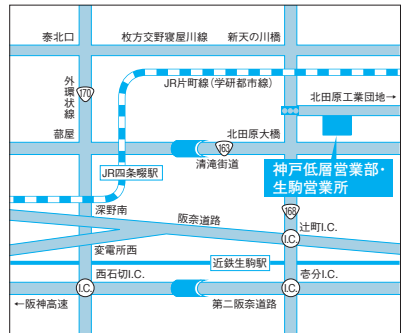 泰北口
枚方交野寝屋川線
新天の川橋
外環状線
170
JR片町線(学研都市線)
北田原工業団地→
蔀屋
163
北田原大橋
清滝街道
JR四条畷駅
神戸低層営業部・
生駒営業所
深野南
阪奈道路
168
辻町I.C.
I.C.
変電所西
近鉄生駒駅
西石切I.C.
壱分I.C.
I.C.
I.C.
←阪神高速
第二阪奈道路